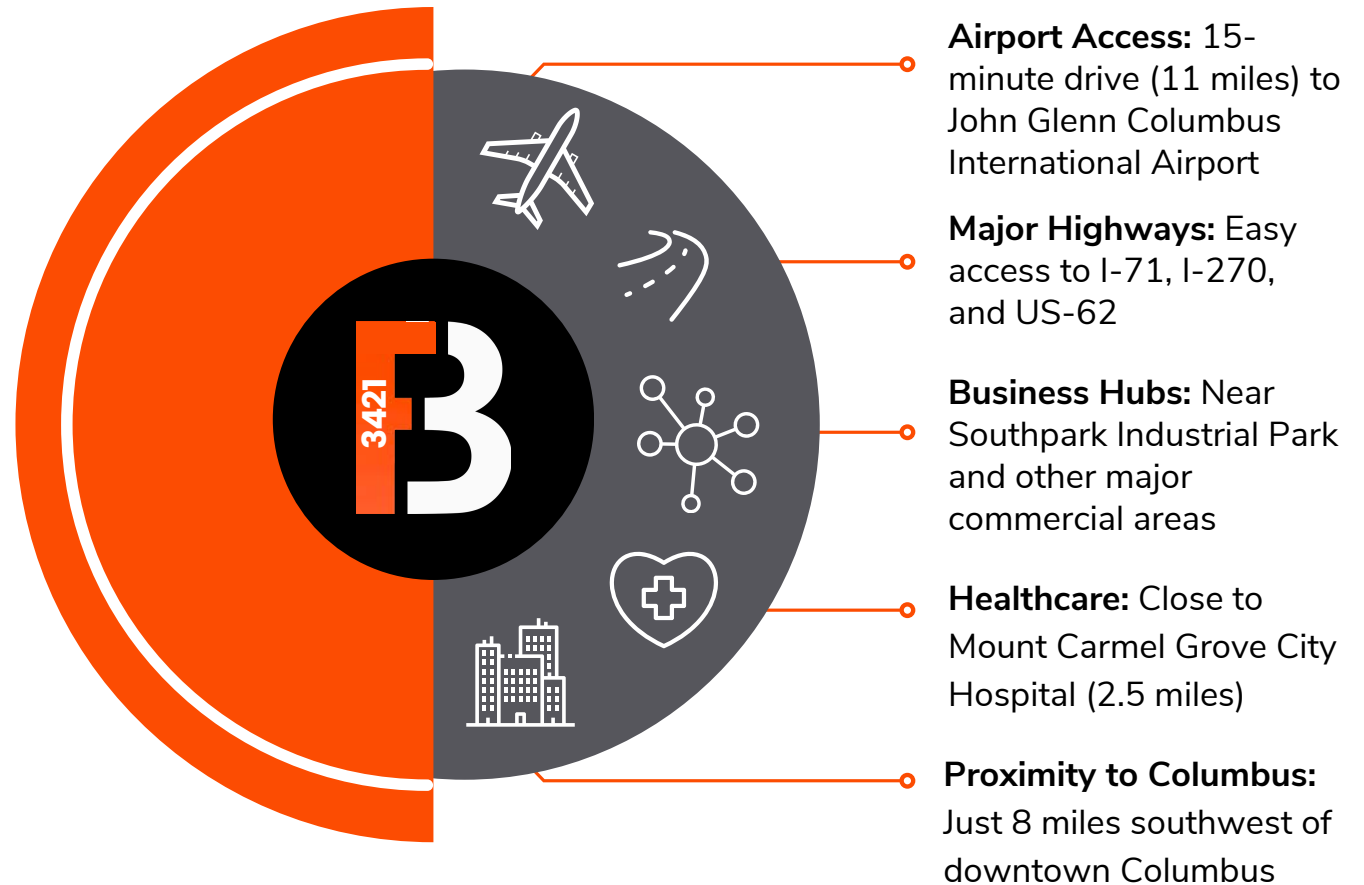 Airport Access: 15-
minute drive (11 miles) to
John Glenn Columbus
International Airport
Major Highways: Easy
access to I-71, I-270,
and US-62
3421
B
Business Hubs: Near
Southpark Industrial Park
and other major
commercial areas
Healthcare: Close to
Mount Carmel Grove City
Hospital (2.5 miles)
Proximity to Columbus:
Just 8 miles southwest of
downtown Columbus